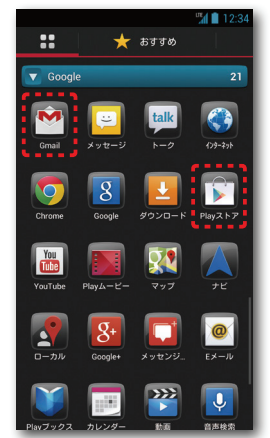 LTE 12:34
おすすめ
Google 21
Gmail メッセージ トーク インターネット
talk
Chrome Google ダウンロード Playストア
8
You
Tube
YouTube Playムービー マップ ナビ
g+
ローカル Google+ メッセンジ… Eメール
Playブックス カレンダー 動画 音声検索